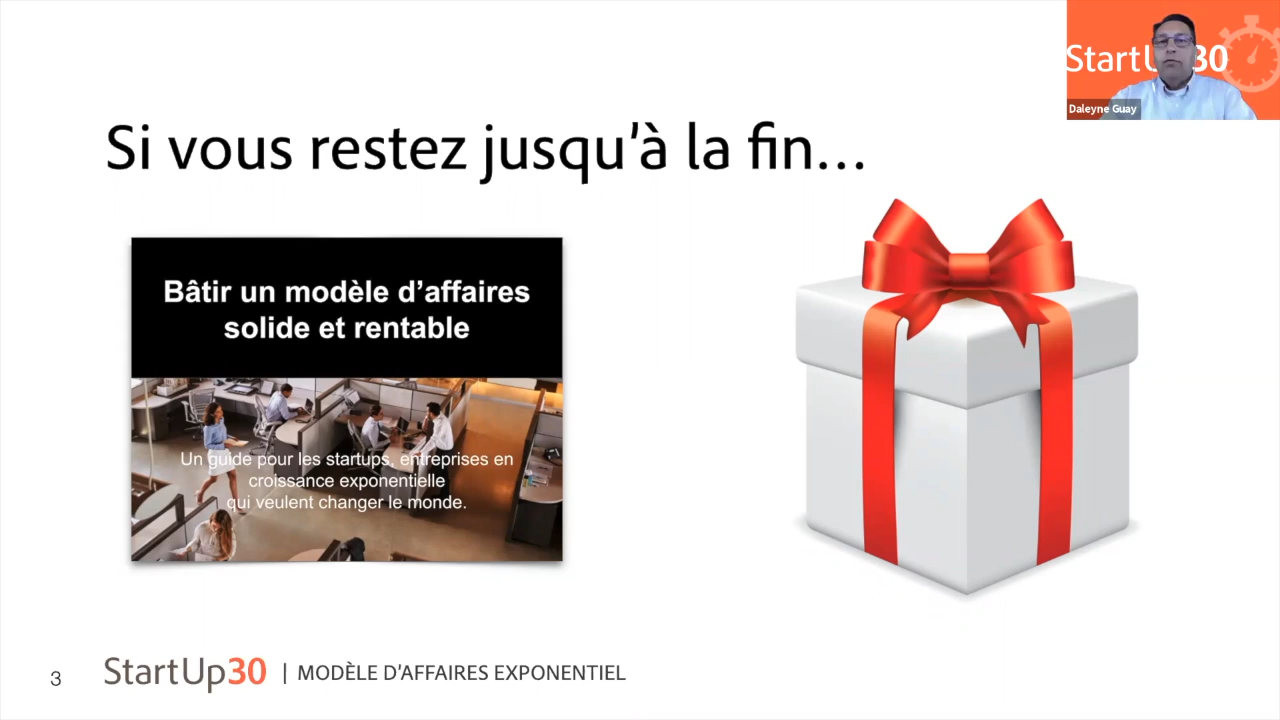 StartUp30
Daleyne Guay
Si vous restez jusqu’à la fin…
Bâtir un modèle d’affaires
solide et rentable
Un guide pour les startups, entreprises en
croissance exponentielle
qui veulent changer le monde.
3
StartUp30 | MODÈLE D’AFFAIRES EXPONENTIEL